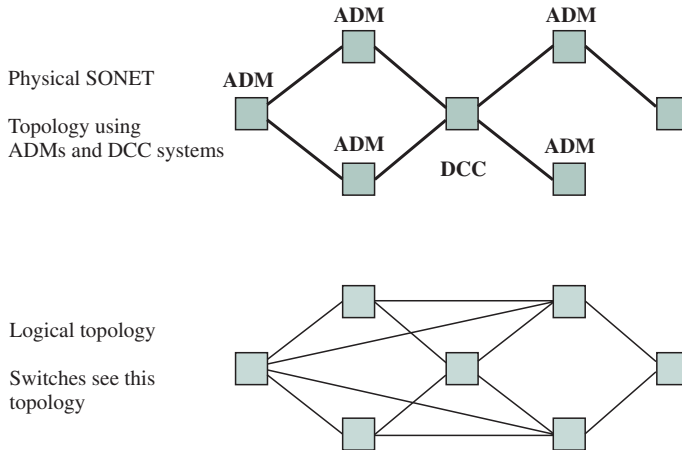 ADM
ADM
Physical SONET
ADM
Topology using
ADMs and DCC systems
ADM
ADM
DCC
Logical topology
Switches see this
topology